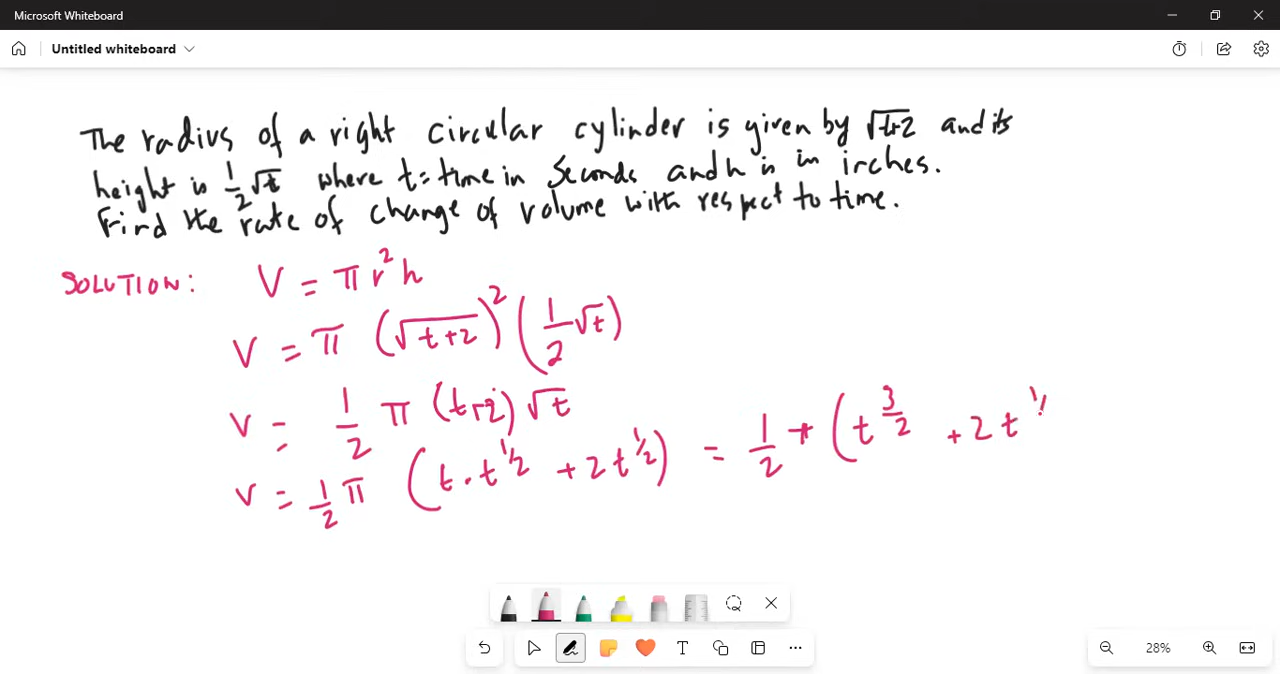 Microsoft Whiteboard
Untitled whiteboard
The radius of a right circular cylinder is given by √t+2 and its
height is 1/2 √t where t = time in Seconds and h is in inches.
Find the rate of change of volume with respect to time.
SOLUTION: V = π r² h
V = π (√t+2)² (1/2 √t)
V = 1/2 π (t+2) √t
V = 1/2 π (t · t^1/2 + 2t^1/2) = 1/2 π (t^3/2 + 2t^1/
28%